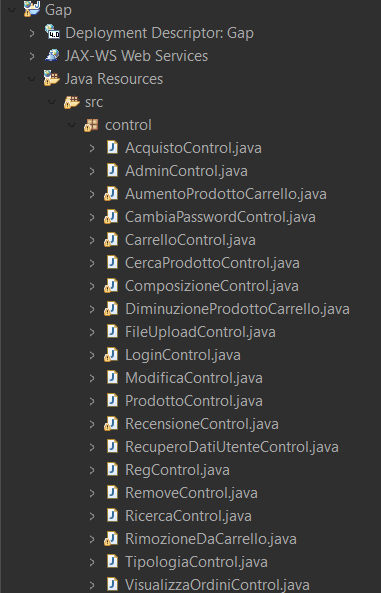 Gap
Deployment Descriptor: Gap
JAX-WS Web Services
Java Resources
src
control
AcquistoControl.java
AdminControl.java
AumentoProdottoCarrello.java
CambiaPasswordControl.java
CarrelloControl.java
CercaProdottoControl.java
ComposizioneControl.java
DiminuzioneProdottoCarrello.java
FileUploadControl.java
LoginControl.java
ModificaControl.java
ProdottoControl.java
RecensioneControl.java
RecuperoDatiUtenteControl.java
RegControl.java
RemoveControl.java
RicercaControl.java
RimozioneDaCarrello.java
TipologiaControl.java
VisualizzaOrdiniControl.java